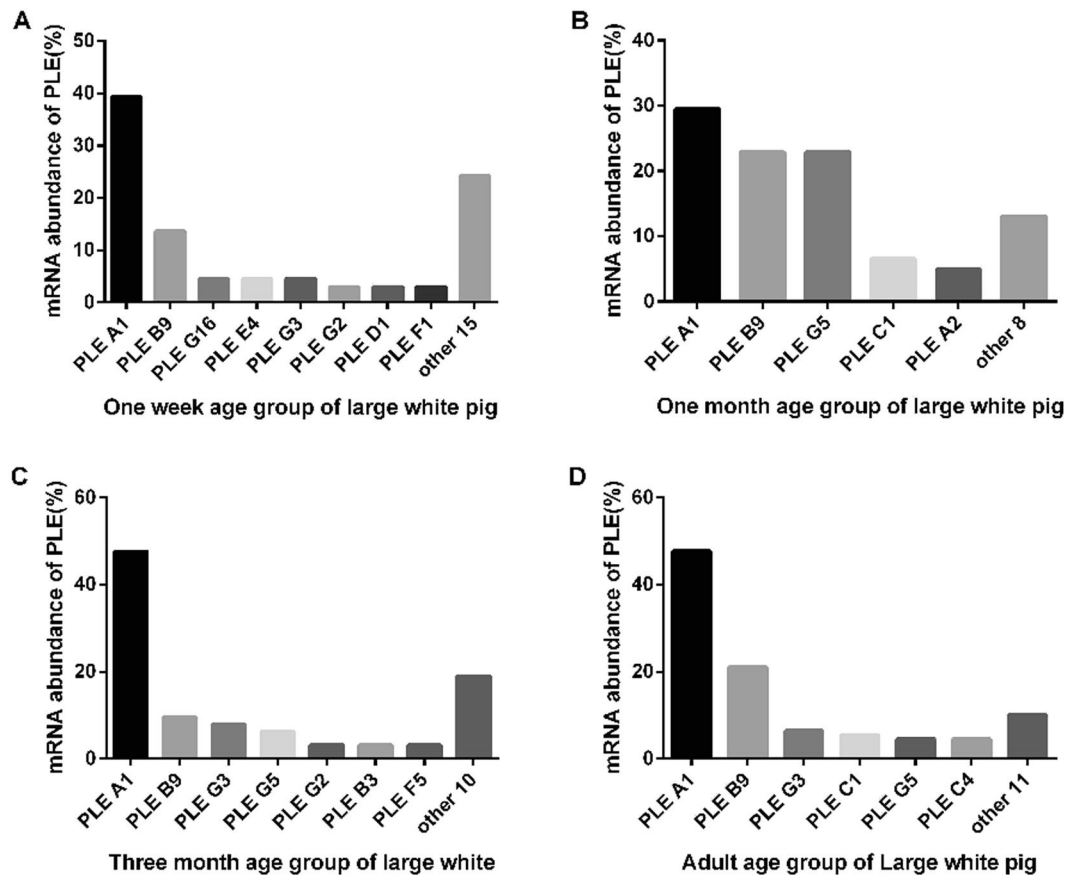 A
mRNA abundance of PLE(%)
50
40
30
20
10
0
PLE A1
PLE B9
PLE G16
PLE E4
PLE G3
PLE G2
PLE D1
PLE F1
other 15
One week age group of large white pig
B
mRNA abundance of PLE(%)
40
30
20
10
0
PLE A1
PLE B9
PLE G5
PLE C1
PLE A2
other 8
One month age group of large white pig
C
mRNA abundance of PLE(%)
60
40
20
0
PLE A1
PLE B9
PLE G3
PLE G5
PLE G2
PLE B3
PLE F5
other 10
Three month age group of large white
D
mRNA abundance of PLE(%)
60
40
20
0
PLE A1
PLE B9
PLE G3
PLE C1
PLE G5
PLE C4
other 11
Adult age group of Large white pig